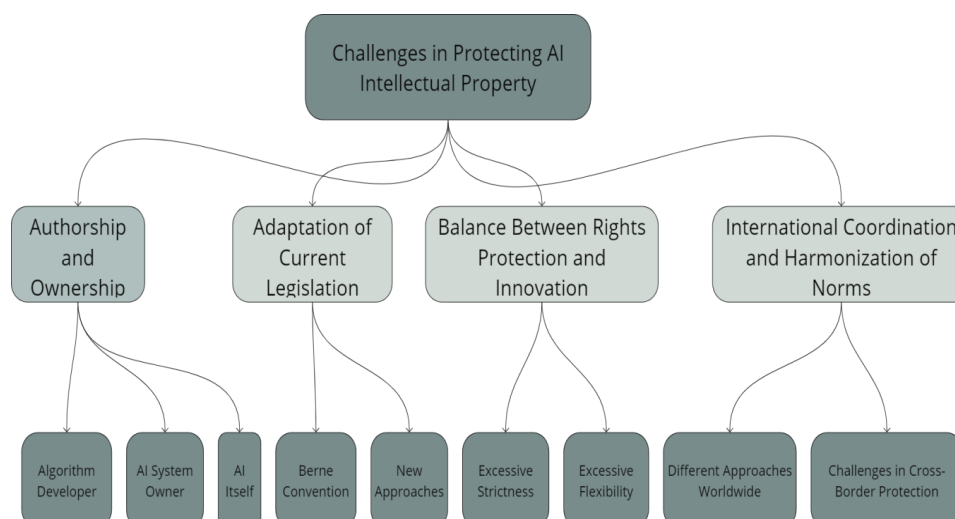 Challenges in Protecting AI
Intellectual Property
Authorship
and
Ownership
Adaptation of
Current
Legislation
Balance Between Rights
Protection and
Innovation
International Coordination
and Harmonization of
Norms
Algorithm
Developer
AI System
Owner
AI
Itself
Berne
Convention
New
Approaches
Excessive
Strictness
Excessive
Flexibility
Different Approaches
Worldwide
Challenges in Cross-
Border Protection